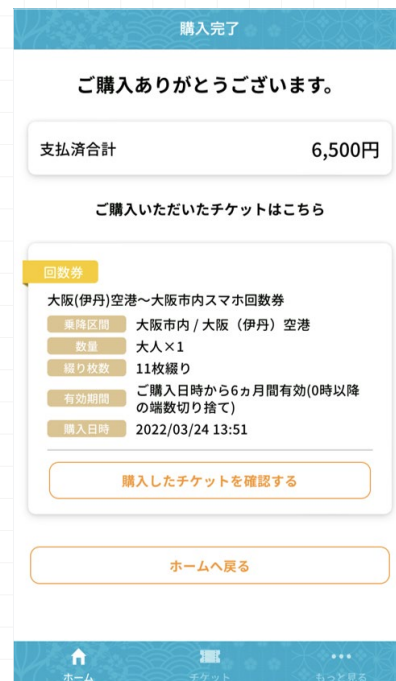 購入完了
ご購入ありがとうございます。
支払済合計 6,500円
ご購入いただいたチケットはこちら
回数券
大阪(伊丹)空港～大阪市内スマホ回数券
乗降区間 大阪市内 / 大阪（伊丹）空港
数量 大人×1
綴り枚数 11枚綴り
有効期間 ご購入日時から6ヵ月間有効(0時以降
の端数切り捨て)
購入日時 2022/03/24 13:51
購入したチケットを確認する
ホームへ戻る
ホーム チケット もっと見る